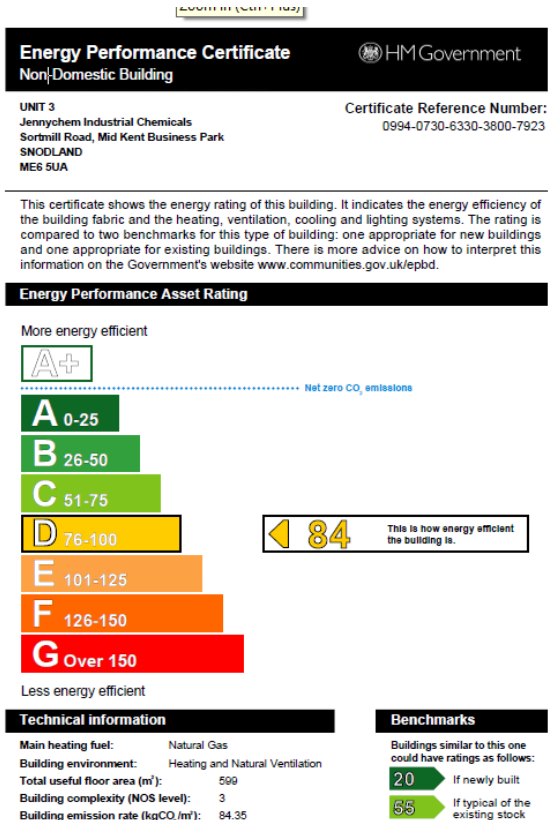 Zoom In (Ctrl+Plus)
Energy Performance Certificate
HM Government
Non-Domestic Building
UNIT 3
Jennychem Industrial Chemicals
Sortmill Road, Mid Kent Business Park
SNODLAND
ME6 5UA
Certificate Reference Number:
0994-0730-6330-3800-7923
This certificate shows the energy rating of this building. It indicates the energy efficiency of
the building fabric and the heating, ventilation, cooling and lighting systems. The rating is
compared to two benchmarks for this type of building: one appropriate for new buildings
and one appropriate for existing buildings. There is more advice on how to interpret this
information on the Government's website www.communities.gov.uk/epbd.
Energy Performance Asset Rating
More energy efficient
A+
Net zero CO₂ emissions
A 0-25
B 26-50
C 51-75
D 76-100
84
This is how energy efficient
the building is.
E 101-125
F 126-150
G Over 150
Less energy efficient
Technical information
Main heating fuel: Natural Gas
Building environment: Heating and Natural Ventilation
Total useful floor area (m²): 599
Building complexity (NOS level): 3
Building emission rate (kgCO₂/m²): 84.35
Benchmarks
Buildings similar to this one
could have ratings as follows:
20 If newly built
55 If typical of the
existing stock